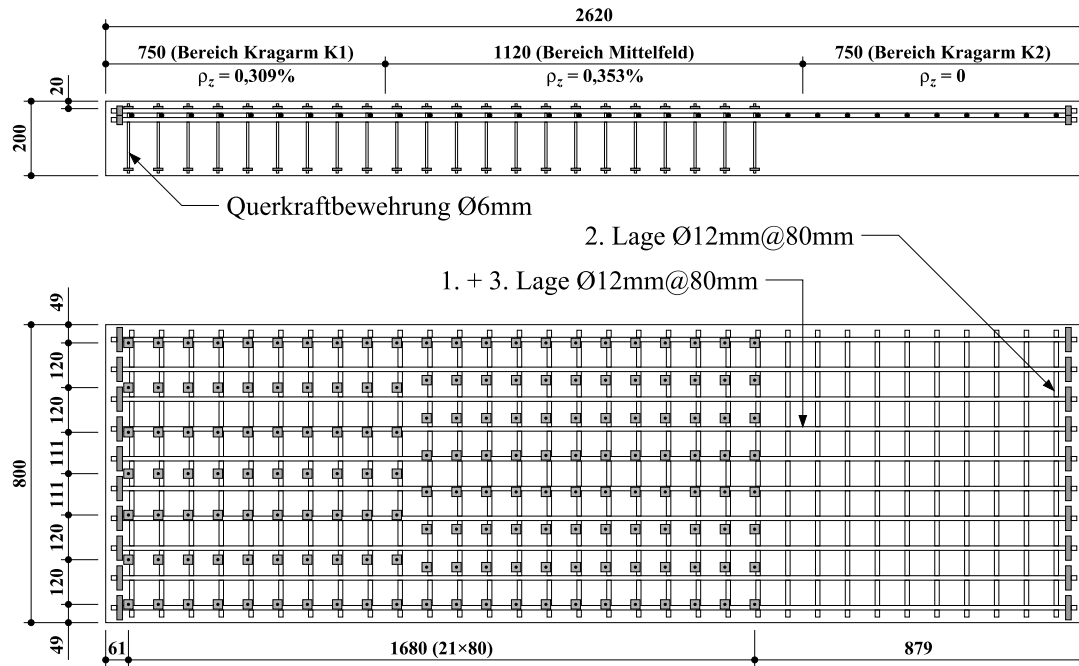 2620
750 (Bereich Kragarm K1)
1120 (Bereich Mittelfeld)
750 (Bereich Kragarm K2)
ρz = 0,309%
ρz = 0,353%
ρz = 0
20
200
Querkraftbewehrung Ø6mm
2. Lage Ø12mm@80mm
1. + 3. Lage Ø12mm@80mm
49
120
120
111
111
120
120
49
800
61
1680 (21×80)
879